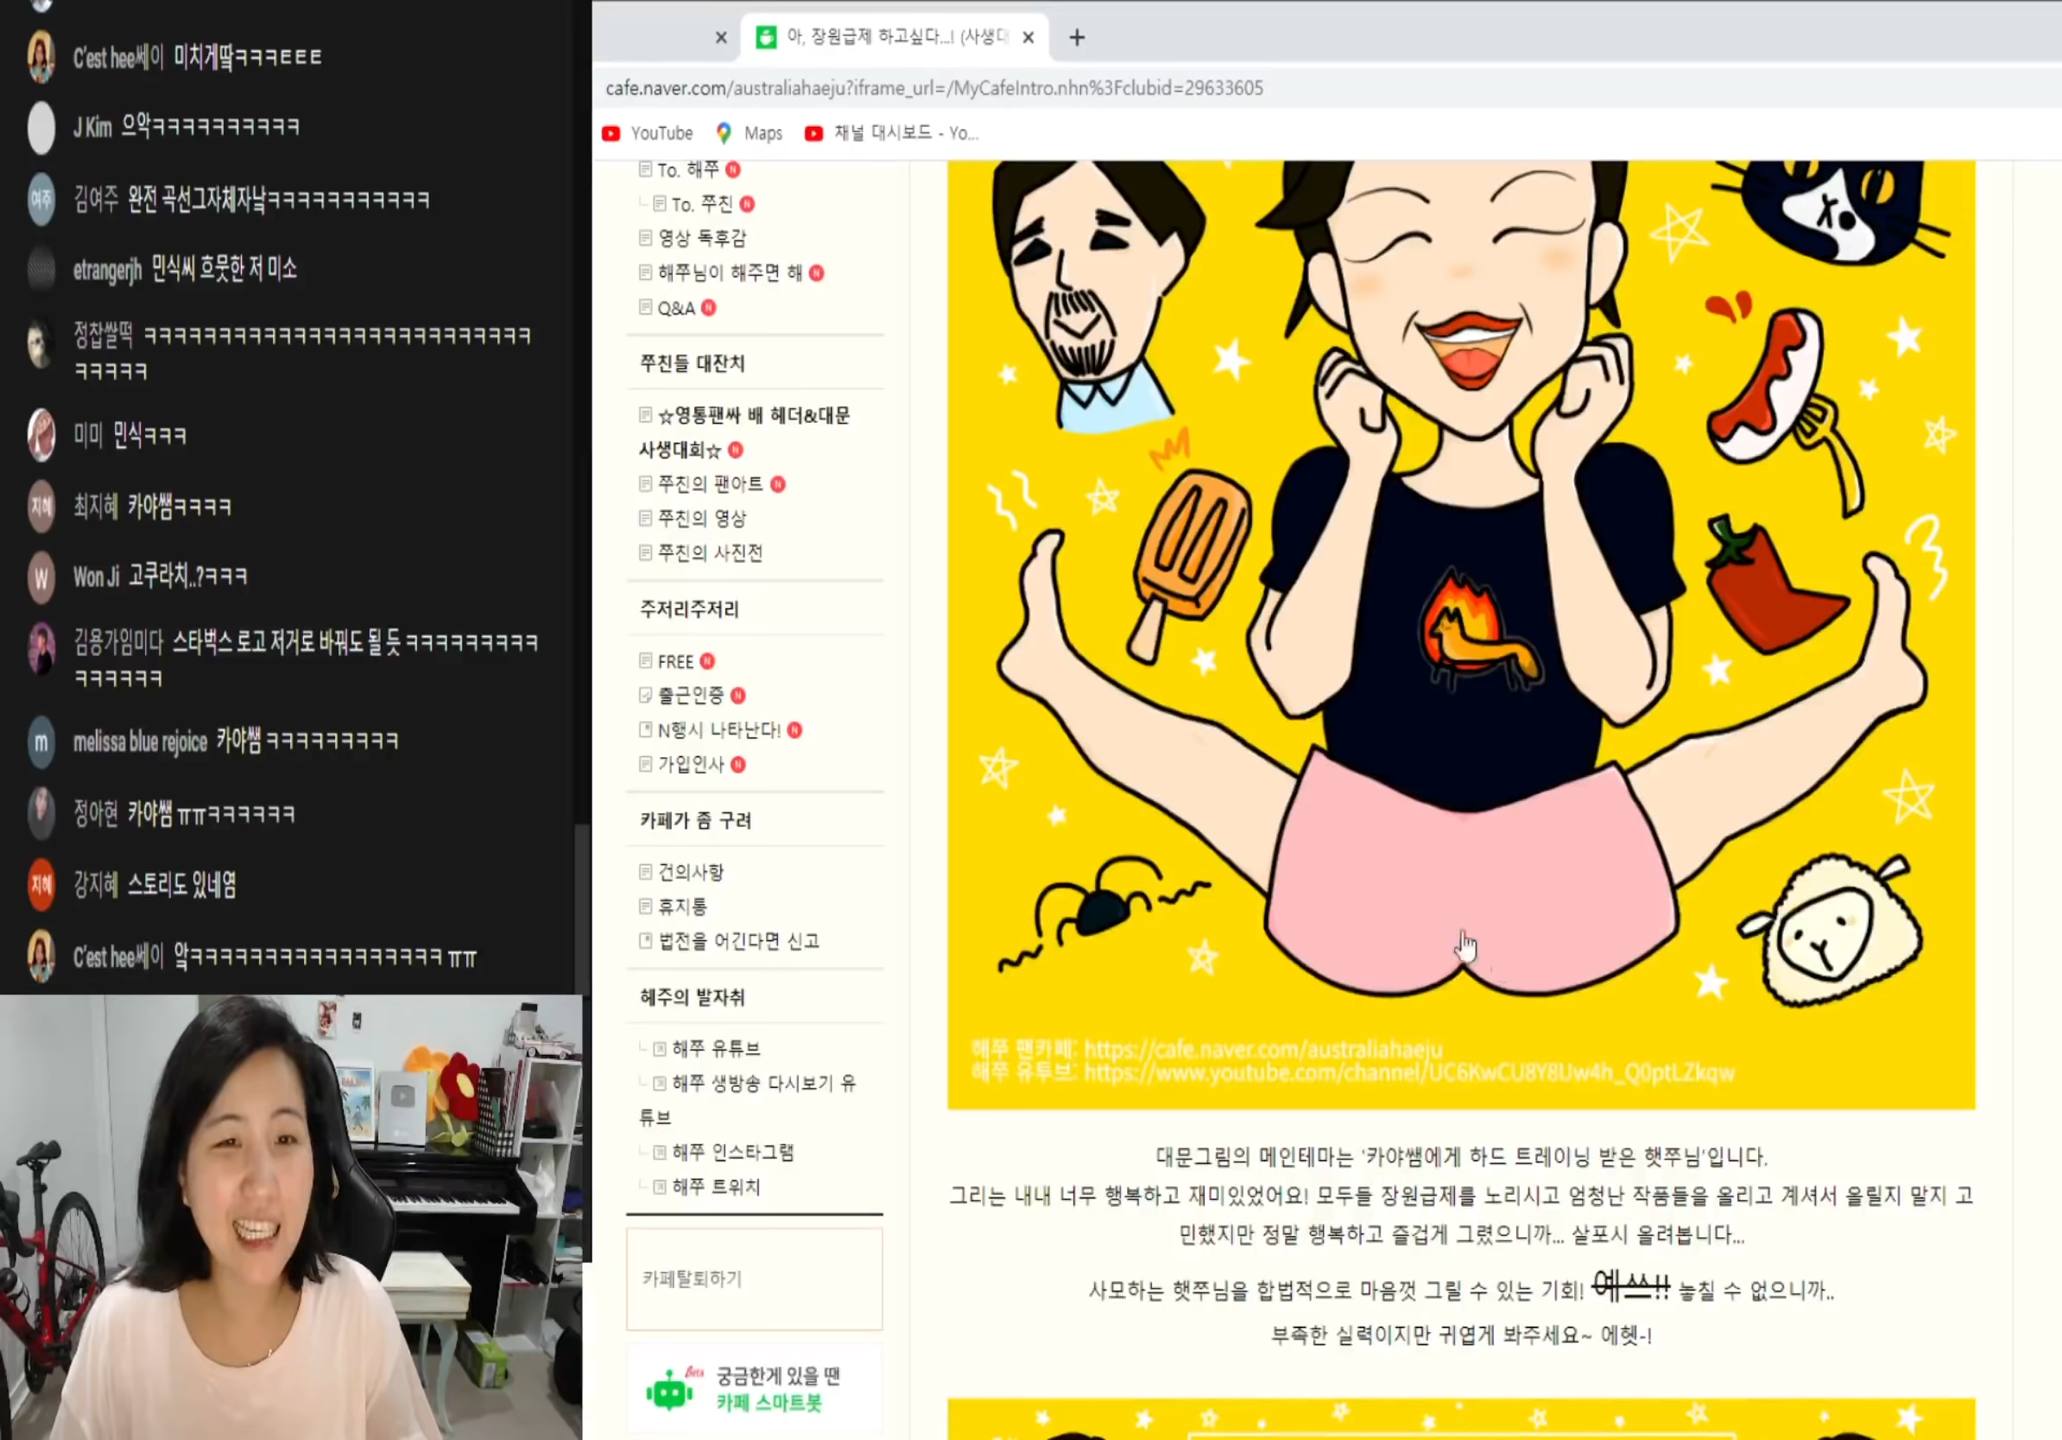 C'est hee쎄이 미치게땈ㅋㅋㅋㅌㅌㅌ
J Kim 으악ㅋㅋㅋㅋㅋㅋㅋㅋㅋㅋ
여주
김여주 완전 곡선그자체자낰ㅋㅋㅋㅋㅋㅋㅋㅋㅋㅋㅋ
etrangerjh 민식씨 흐뭇한 저 미소
정찹쌀떡 ㅋㅋㅋㅋㅋㅋㅋㅋㅋㅋㅋㅋㅋㅋㅋㅋㅋㅋㅋㅋㅋㅋㅋㅋㅋㅋ
ㅋㅋㅋㅋㅋ
미미 민식ㅋㅋㅋ
지혜
최지혜 카야쌤ㅋㅋㅋㅋ
W
Won Ji 고쿠라치..?ㅋㅋㅋ
김용가임미다 스타벅스 로고 저거로 바꿔도 될 듯 ㅋㅋㅋㅋㅋㅋㅋㅋㅋ
ㅋㅋㅋㅋㅋㅋ
m
melissa blue rejoice 카야쌤 ㅋㅋㅋㅋㅋㅋㅋㅋㅋ
정아현 카야쌤 ㅠㅠㅋㅋㅋㅋㅋㅋ
지혜
강지혜 스토리도 있네염
C'est hee쎄이 앜ㅋㅋㅋㅋㅋㅋㅋㅋㅋㅋㅋㅋㅋㅋㅋㅋㅋ ㅠㅠ
아, 장원급제 하고싶다...! (사생대
cafe.naver.com/australiahaeju?iframe_url=/MyCafeIntro.nhn%3Fclubid=29633605
YouTube Maps 채널 대시보드 - Yo...
To. 해쭈 N
To. 쭈친 N
영상 독후감
해쭈님이 해주면 해 N
Q&A N
쭈친들 대잔치
☆영통팬싸 배 헤더&대문
사생대회☆ N
쭈친의 팬아트 N
쭈친의 영상
쭈친의 사진전
주저리주저리
FREE N
출근인증 N
N행시 나타난다! N
가입인사 N
카페가 좀 구려
건의사항
휴지통
법전을 어긴다면 신고
헤주의 발자취
해쭈 유튜브
해쭈 생방송 다시보기 유
튜브
해쭈 인스타그램
해쭈 트위치
카페탈퇴하기
Beta 궁금한게 있을 땐
카페 스마트봇
해쭈 팬카페: https://cafe.naver.com/australiahaeju
해쭈 유투브: https://www.youtube.com/channel/UC6KwCU8Y8Uw4h_Q0ptLZkqw
대문그림의 메인테마는 '카야쌤에게 하드 트레이닝 받은 햇쭈님'입니다.
그리는 내내 너무 행복하고 재미있었어요! 모두들 장원급제를 노리시고 엄청난 작품들을 올리고 계셔서 올릴지 말지 고
민했지만 정말 행복하고 즐겁게 그렸으니까... 살포시 올려봅니다...
사모하는 햇쭈님을 합법적으로 마음껏 그릴 수 있는 기회! 예쓰!! 놓칠 수 없으니까..
부족한 실력이지만 귀엽게 봐주세요~ 에헷-!